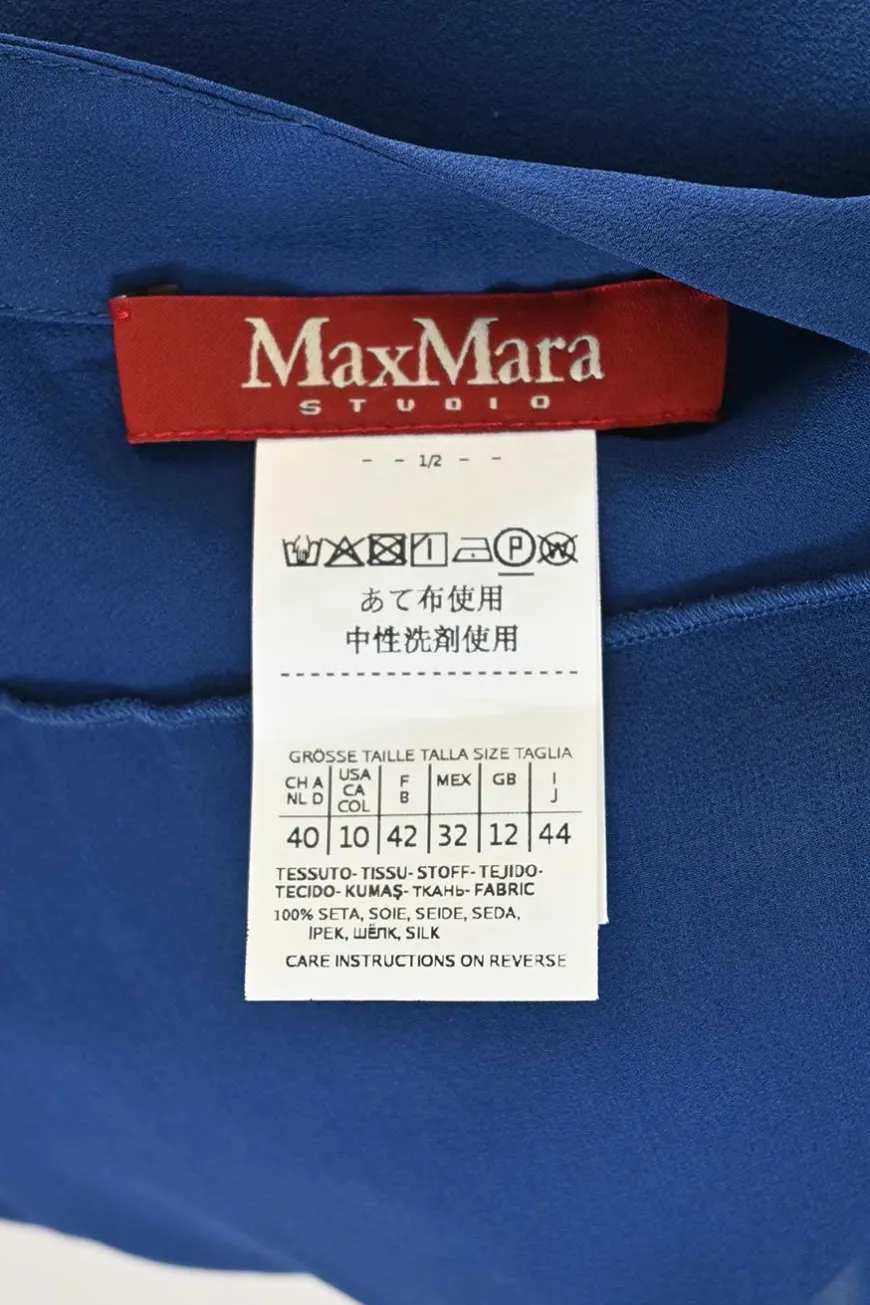 MaxMara
STUDIO
- - 1/2 - -
P W
あて布使用
中性洗剤使用
GRÖSSE TAILLE TALLA SIZE TAGLIA
CH A NL D | USA CA COL | F B | MEX | GB | I J
40 | 10 | 42 | 32 | 12 | 44
TESSUTO- TISSU- STOFF- TEJIDO-
TECIDO- KUMAŞ- ТКАНЬ- FABRIC
100% SETA, SOIE, SEIDE, SEDA,
IPEK, ШЁЛК, SILK
CARE INSTRUCTIONS ON REVERSE